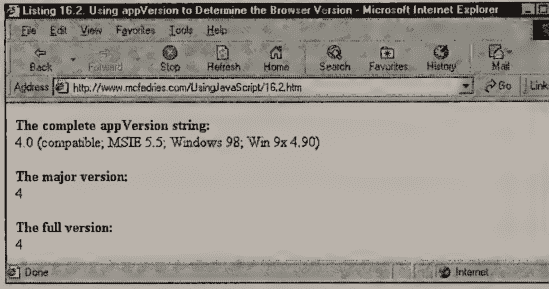 Listing 16.2. Using appVersion to Determine the Browser Version - Microsoft Internet Explorer
File Edit View Favorites Tools Help
Back Forward Stop Refresh Home Search Favorites History Mail
Address http://www.mcfedries.com/UsingJavaScript/16.2.htm Go Link
The complete appVersion string:
4.0 (compatible; MSIE 5.5; Windows 98; Win 9x 4.90)
The major version:
4
The full version:
4
Done Internet